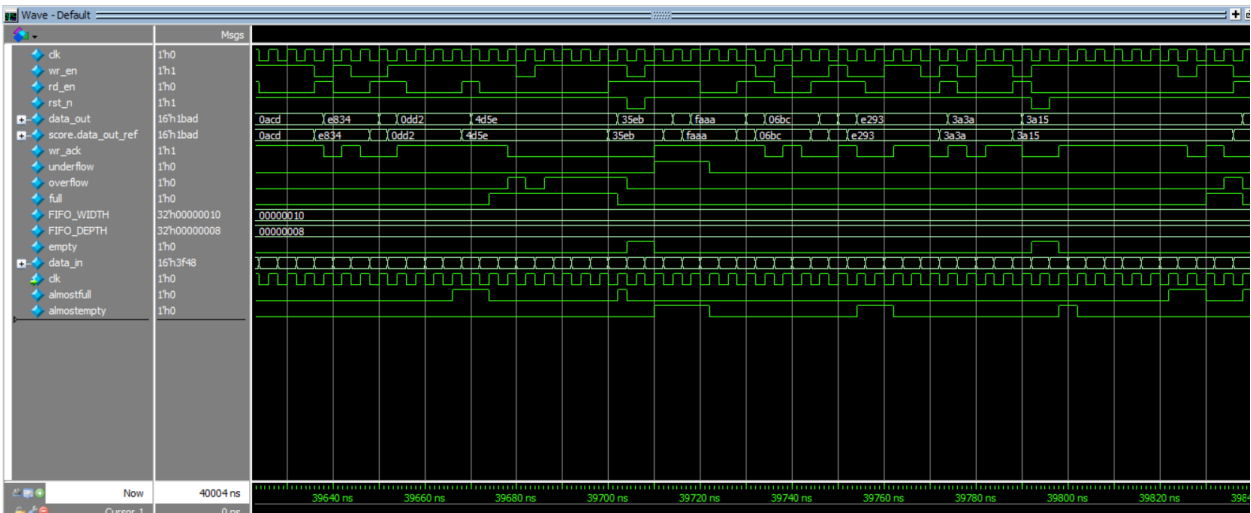 Wave - Default
Msgs
clk 1'h0
wr_en 1'h1
rd_en 1'h0
rst_n 1'h1
data_out 16'h1bad 0acd e834 0dd2 4d5e 35eb faaa 06bc e293 3a3a 3a15
score.data_out_ref 16'h1bad 0acd e834 0dd2 4d5e 35eb faaa 06bc e293 3a3a 3a15
wr_ack 1'h1
underflow 1'h0
overflow 1'h0
full 1'h0
FIFO_WIDTH 32'h00000010 00000010
FIFO_DEPTH 32'h00000008 00000008
empty 1'h0
data_in 16'h3f48
clk 1'h0
almostfull 1'h0
almostempty 1'h0
Now 40004 ns 39640 ns 39660 ns 39680 ns 39700 ns 39720 ns 39740 ns 39760 ns 39780 ns 39800 ns 39820 ns
Cursor 1 0 ns